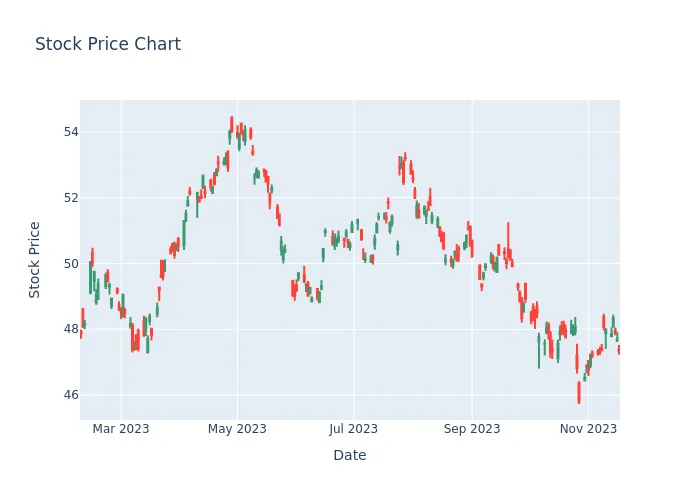 Stock Price Chart
54
52
50
48
46
Stock Price
Mar 2023
May 2023
Jul 2023
Sep 2023
Nov 2023
Date